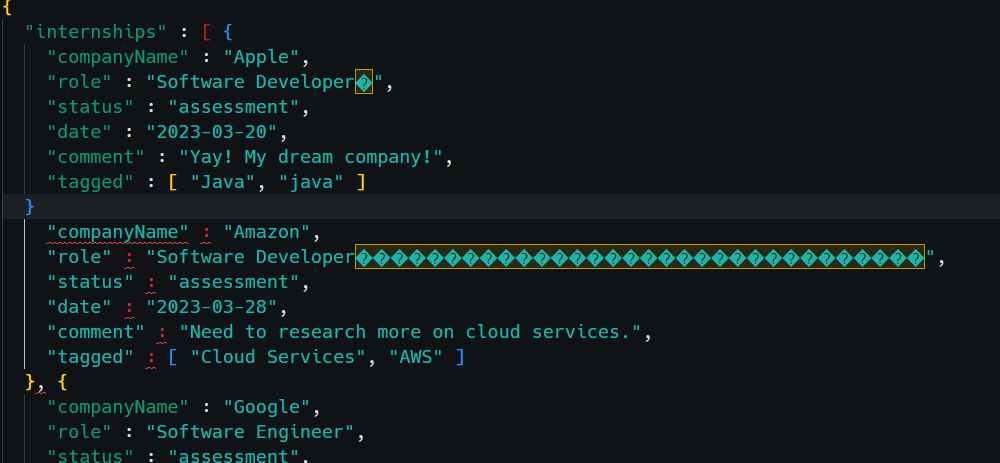 {
"internships" : [ {
"companyName" : "Apple",
"role" : "Software Developer�",
"status" : "assessment",
"date" : "2023-03-20",
"comment" : "Yay! My dream company!",
"tagged" : [ "Java", "java" ]
}
"companyName" : "Amazon",
"role" : "Software Developer��������������������������������",
"status" : "assessment",
"date" : "2023-03-28",
"comment" : "Need to research more on cloud services.",
"tagged" : [ "Cloud Services", "AWS" ]
}, {
"companyName" : "Google",
"role" : "Software Engineer",
"status" : "assessment",